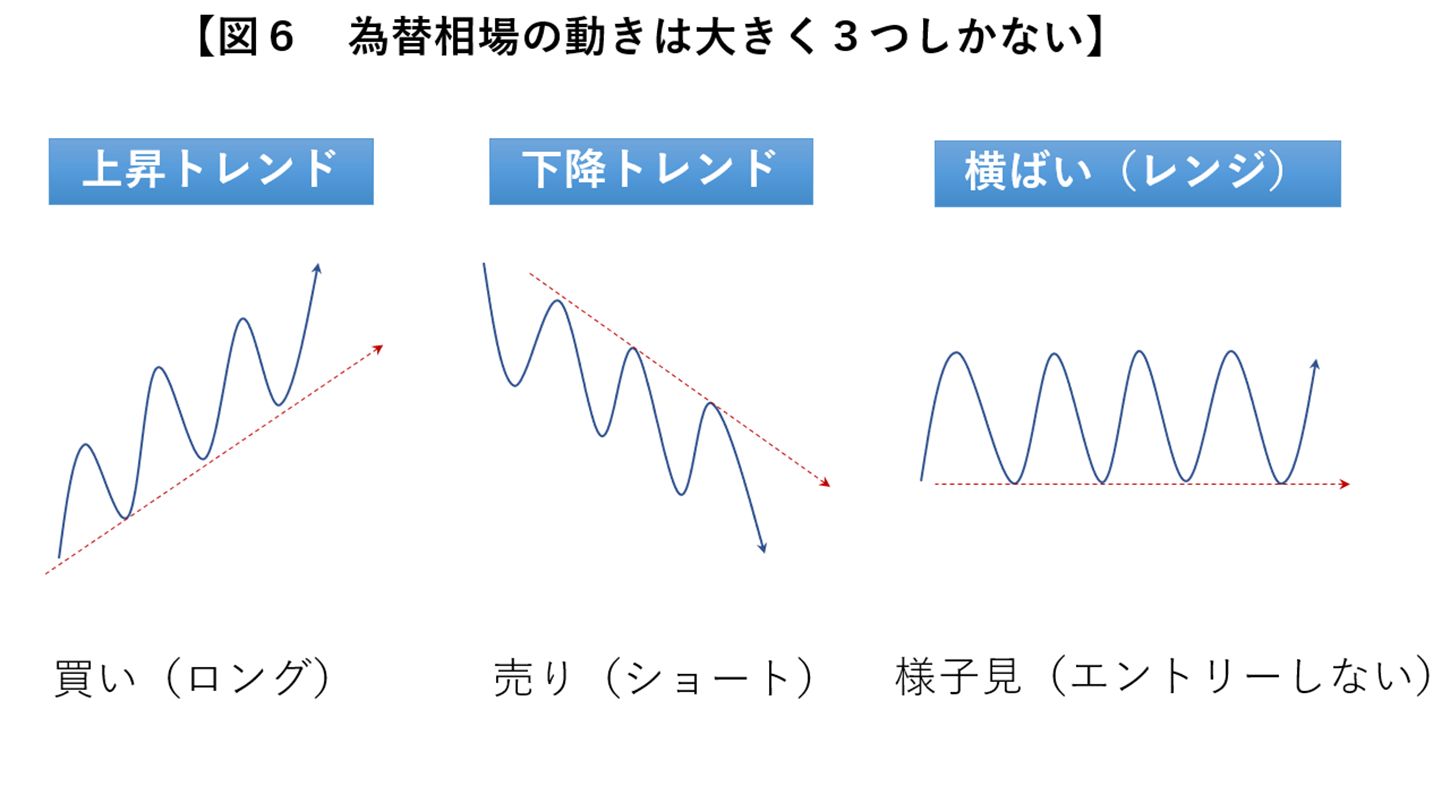 【図６　為替相場の動きは大きく３つしかない】
上昇トレンド
下降トレンド
横ばい（レンジ）
買い（ロング）
売り（ショート）
様子見（エントリーしない）